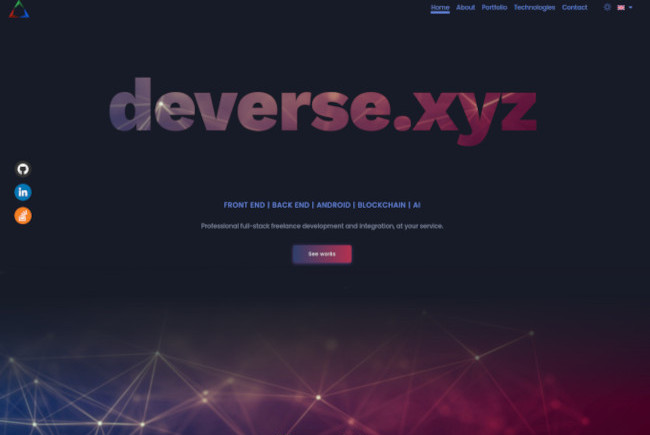 Home About Portfolio Technologies Contact
deverse.xyz
FRONT END | BACK END | ANDROID | BLOCKCHAIN | AI
Professional full-stack freelance development and integration, at your service.
See works
in